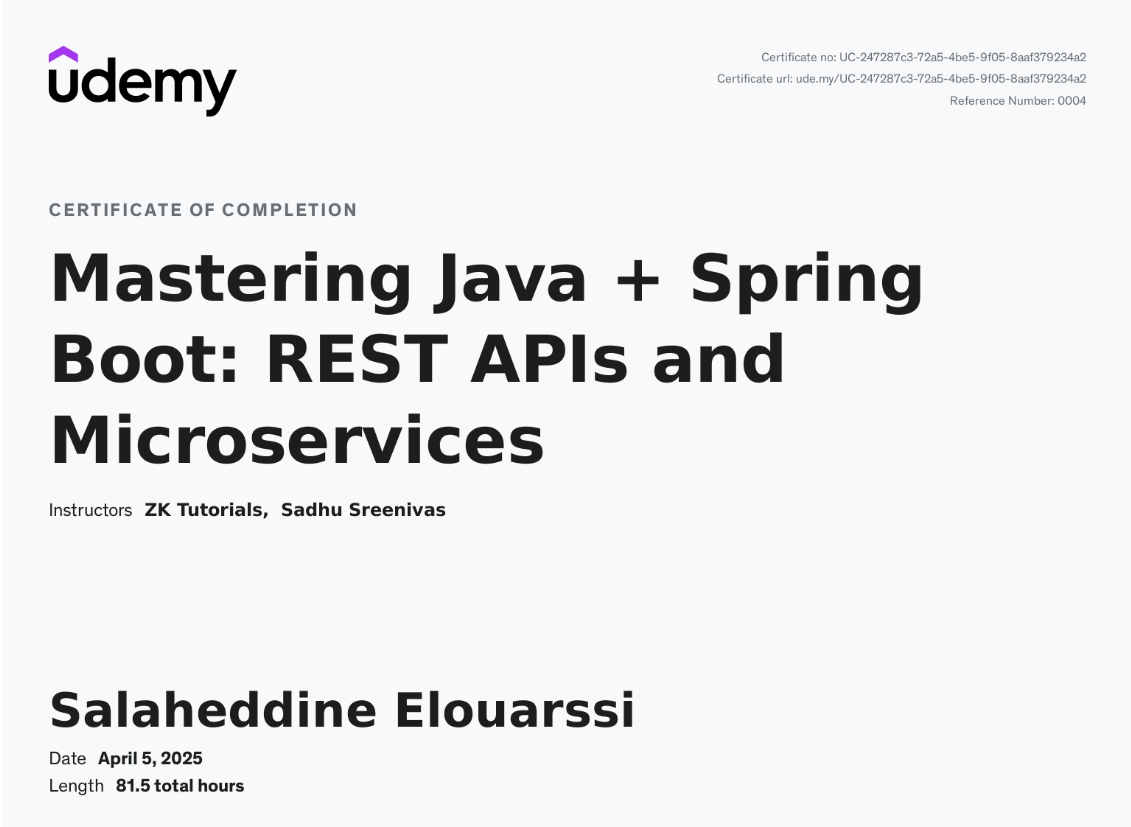 udemy
Certificate no: UC-247287c3-72a5-4be5-9f05-8aaf379234a2
Certificate url: ude.my/UC-247287c3-72a5-4be5-9f05-8aaf379234a2
Reference Number: 0004
CERTIFICATE OF COMPLETION
Mastering Java + Spring
Boot: REST APIs and
Microservices
Instructors ZK Tutorials, Sadhu Sreenivas
Salaheddine Elouarssi
Date April 5, 2025
Length 81.5 total hours